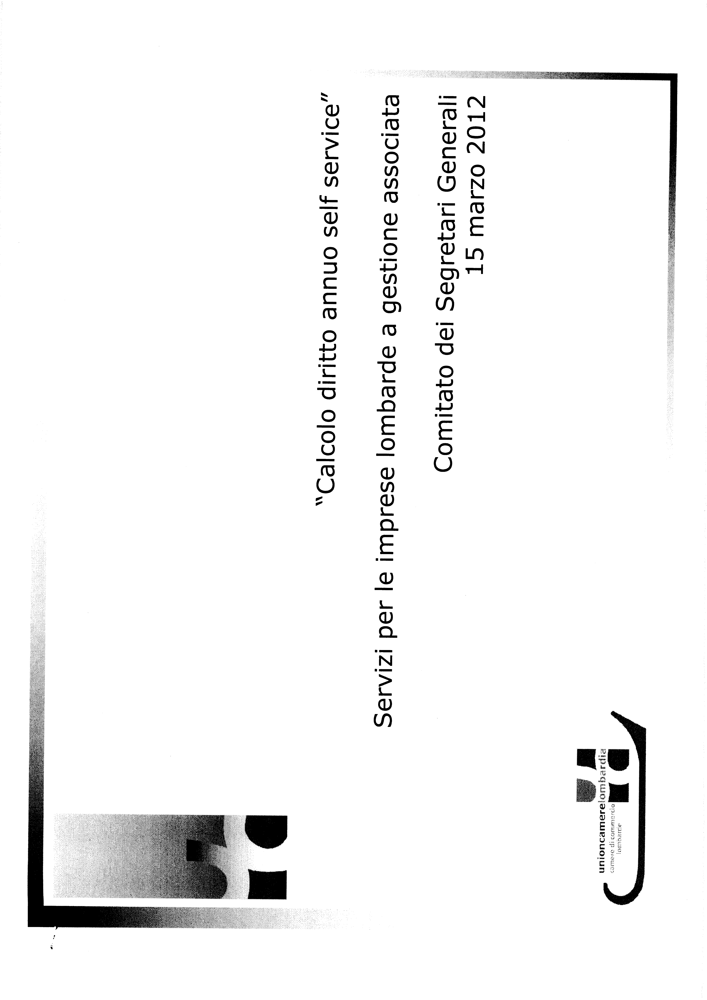 “Calcolo diritto annuo self service”
Servizi per le imprese lombarde a gestione associata
Comitato dei Segretari Generali
15 marzo 2012
unioncamerelombardia
camere di commercio
lombarde